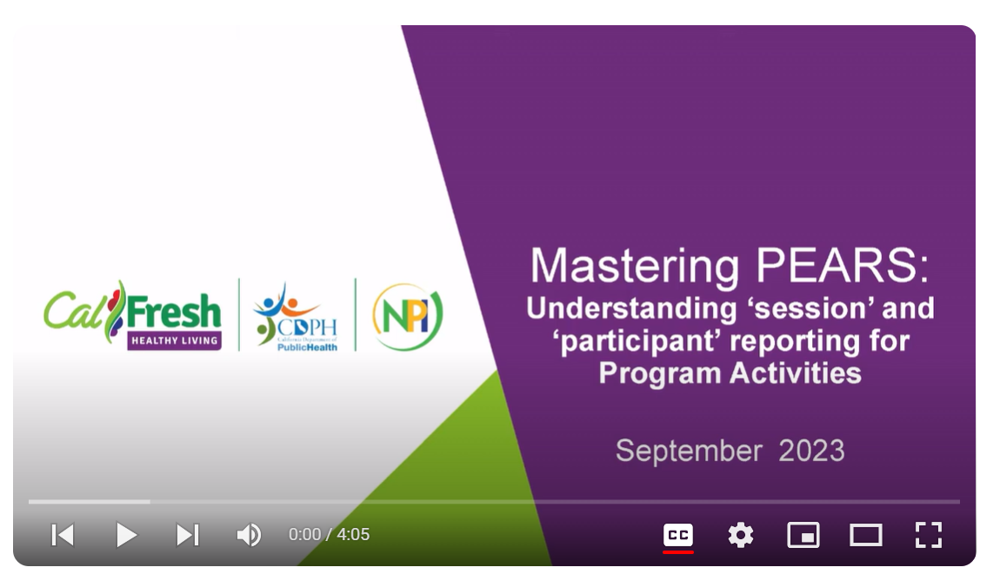 Mastering PEARS:
Understanding ‘session’ and
‘participant’ reporting for
Program Activities
September 2023
CalFresh
HEALTHY LIVING
CDPH
California Department of
PublicHealth
NPI
0:00 / 4:05
CC